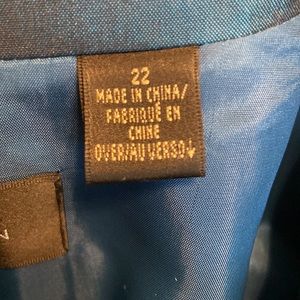 22
MADE IN CHINA/
FABRIQUÉ EN
CHINE
OVER/AU VERSO↓
N